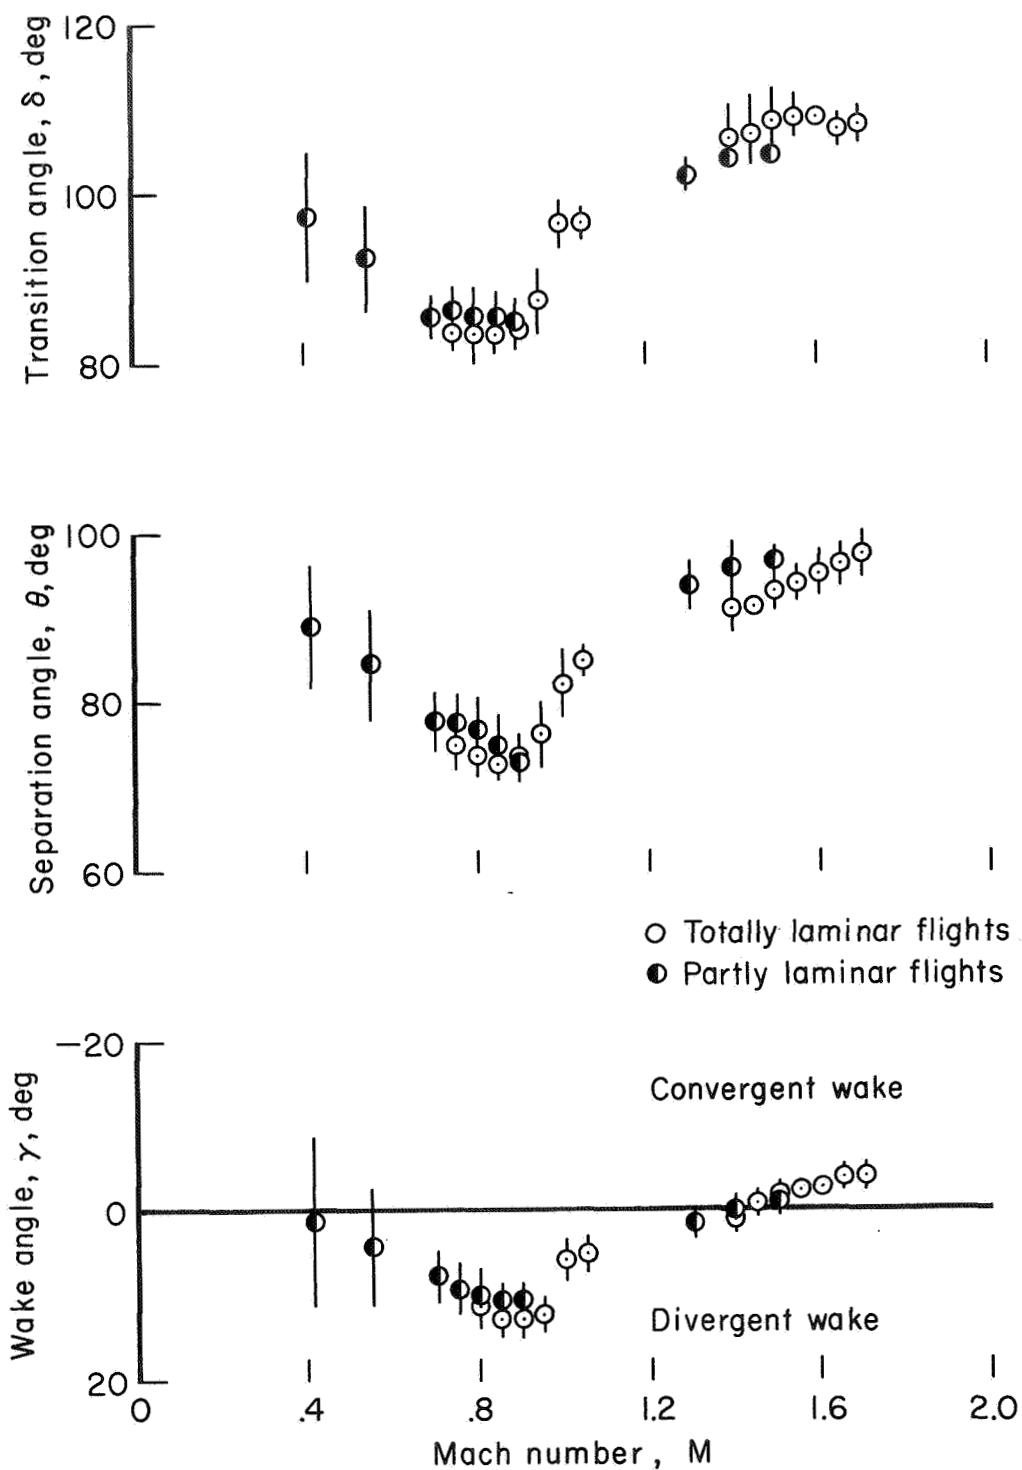 120
100
80
Transition angle, δ, deg
100
80
60
Separation angle, θ, deg
Totally laminar flights
Partly laminar flights
-20
0
20
Wake angle, γ, deg
Convergent wake
Divergent wake
0 .4 .8 1.2 1.6 2.0
Mach number, M